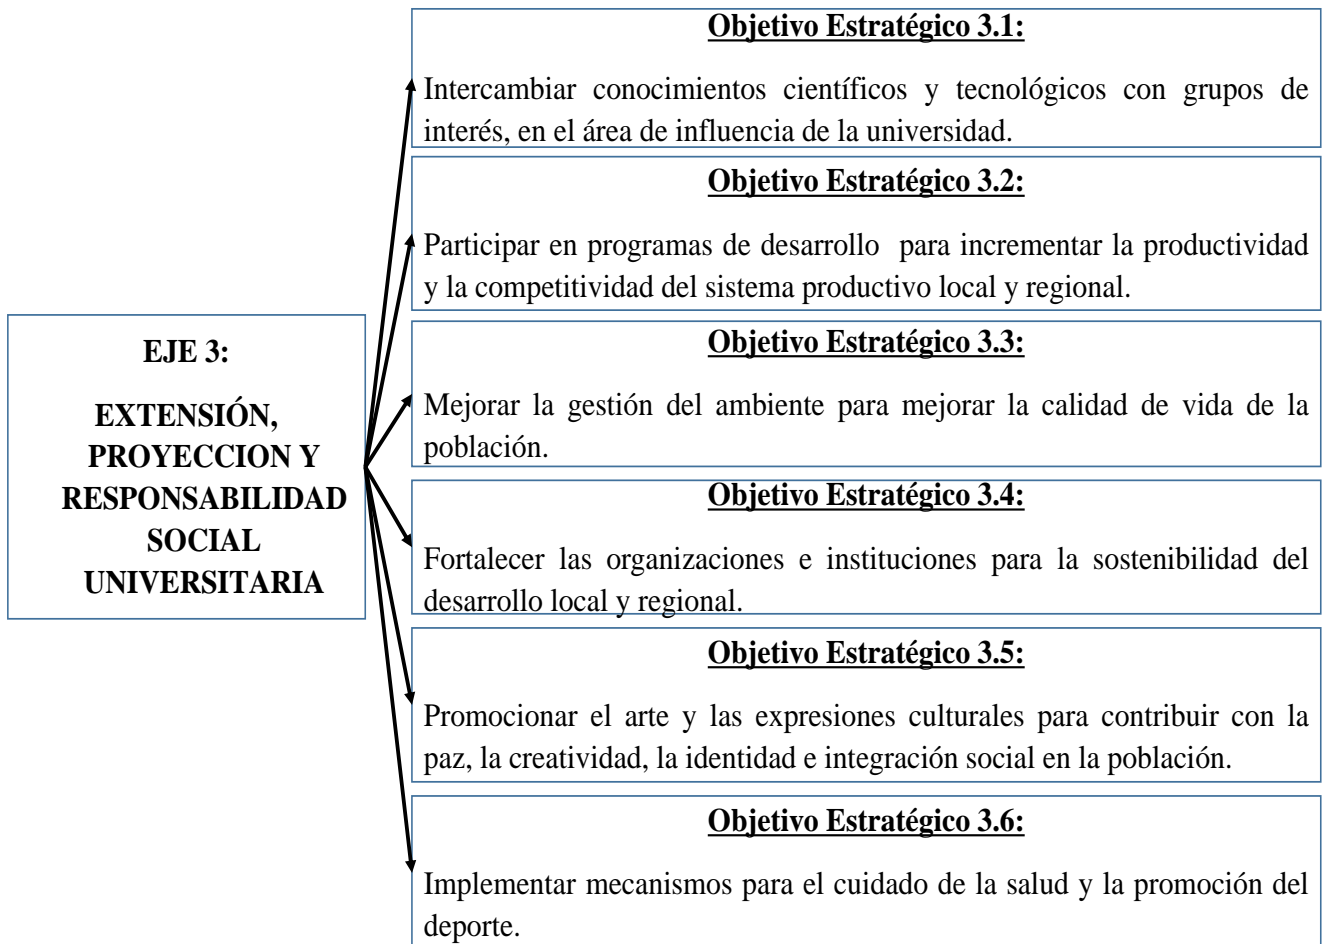 EJE 3:
EXTENSIÓN,
PROYECCION Y
RESPONSABILIDAD
SOCIAL
UNIVERSITARIA
Objetivo Estratégico 3.1:
Intercambiar conocimientos científicos y tecnológicos con grupos de
interés, en el área de influencia de la universidad.
Objetivo Estratégico 3.2:
Participar en programas de desarrollo para incrementar la productividad
y la competitividad del sistema productivo local y regional.
Objetivo Estratégico 3.3:
Mejorar la gestión del ambiente para mejorar la calidad de vida de la
población.
Objetivo Estratégico 3.4:
Fortalecer las organizaciones e instituciones para la sostenibilidad del
desarrollo local y regional.
Objetivo Estratégico 3.5:
Promocionar el arte y las expresiones culturales para contribuir con la
paz, la creatividad, la identidad e integración social en la población.
Objetivo Estratégico 3.6:
Implementar mecanismos para el cuidado de la salud y la promoción del
deporte.